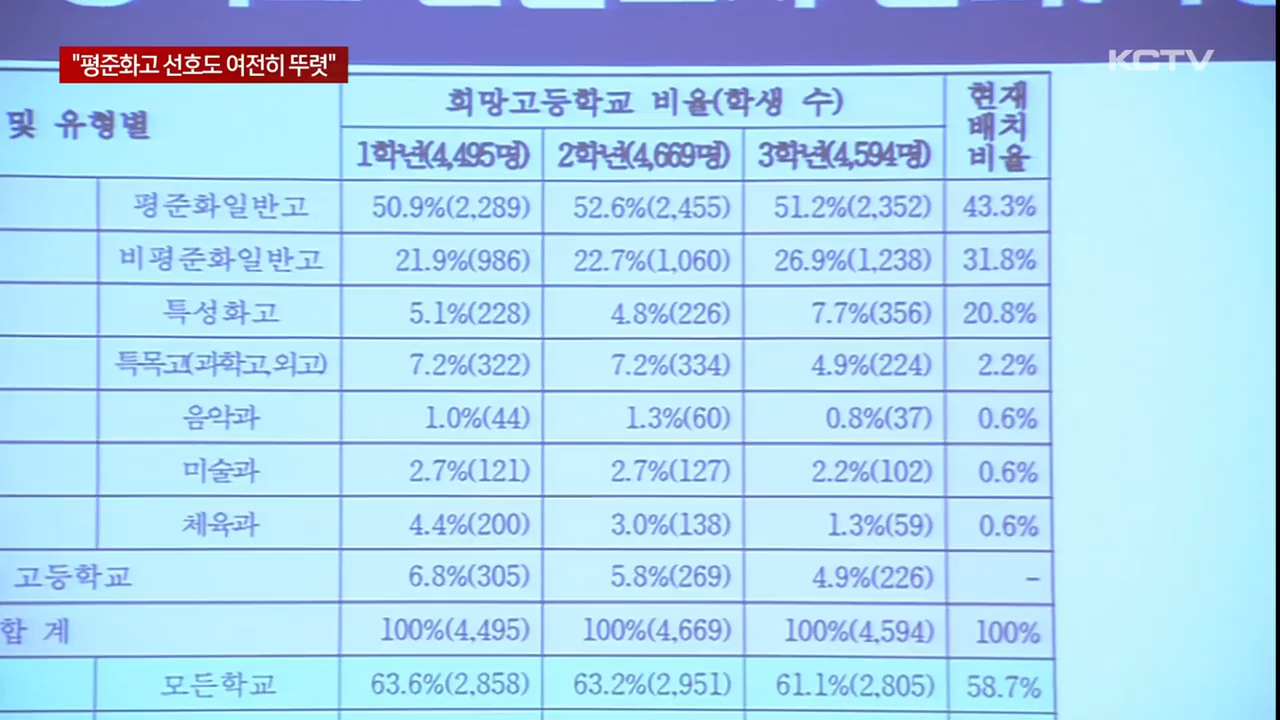 "평준화고 선호도 여전히 뚜렷"
KCTV
및 유형별 희망고등학교 비율(학생 수) 현재 배치 비율
1학년(4,495명) 2학년(4,669명) 3학년(4,594명)
평준화일반고 50.9%(2,289) 52.6%(2,455) 51.2%(2,352) 43.3%
비평준화일반고 21.9%(986) 22.7%(1,060) 26.9%(1,238) 31.8%
특성화고 5.1%(228) 4.8%(226) 7.7%(356) 20.8%
특목고(과학고,외고) 7.2%(322) 7.2%(334) 4.9%(224) 2.2%
음악과 1.0%(44) 1.3%(60) 0.8%(37) 0.6%
미술과 2.7%(121) 2.7%(127) 2.2%(102) 0.6%
체육과 4.4%(200) 3.0%(138) 1.3%(59) 0.6%
고등학교 6.8%(305) 5.8%(269) 4.9%(226) -
합 계 100%(4,495) 100%(4,669) 100%(4,594) 100%
모든학교 63.6%(2,858) 63.2%(2,951) 61.1%(2,805) 58.7%